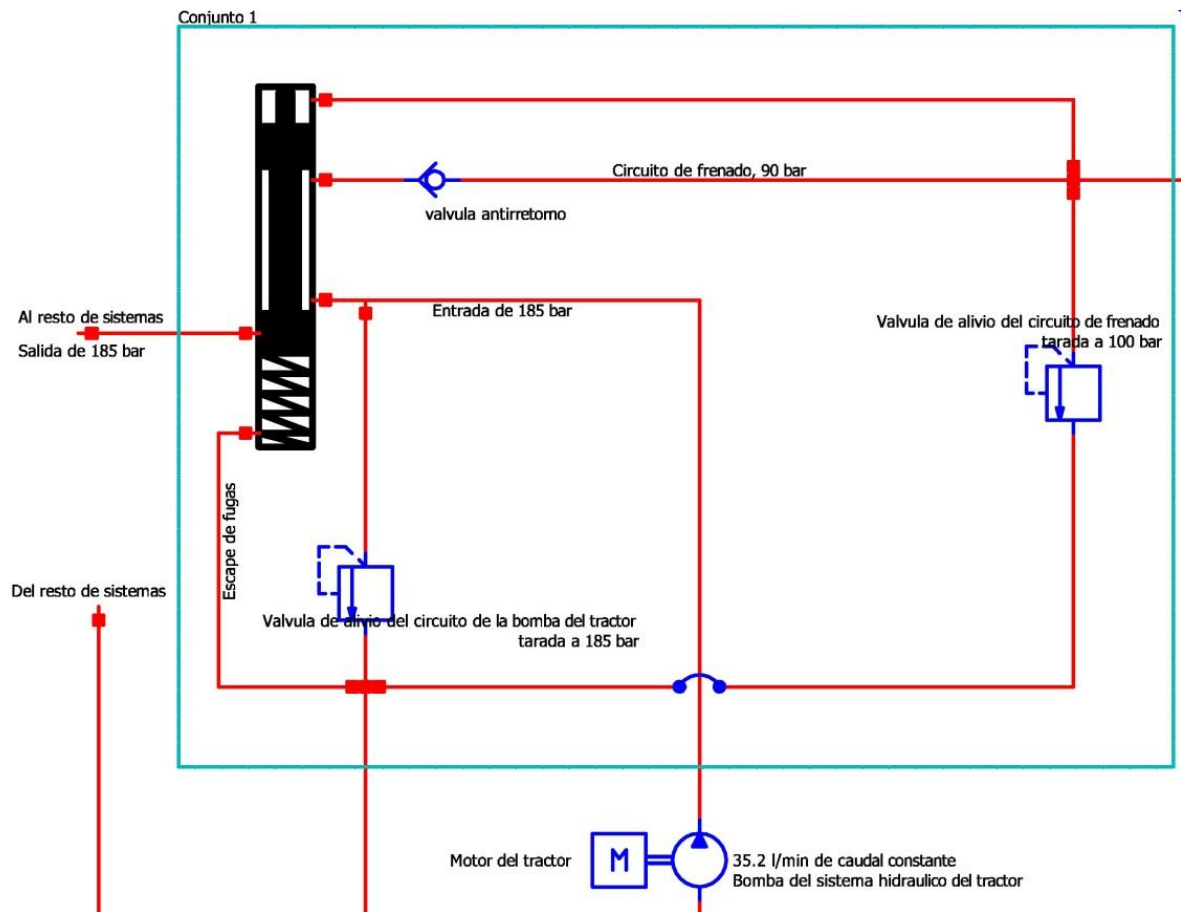 Conjunto 1
Circuito de frenado, 90 bar
valvula antirretorno
Entrada de 185 bar
Al resto de sistemas
Salida de 185 bar
Valvula de alivio del circuito de frenado
tarada a 100 bar
Escape de fugas
Del resto de sistemas
Valvula de alivio del circuito de la bomba del tractor
tarada a 185 bar
Motor del tractor
M
35.2 l/min de caudal constante
Bomba del sistema hidraulico del tractor